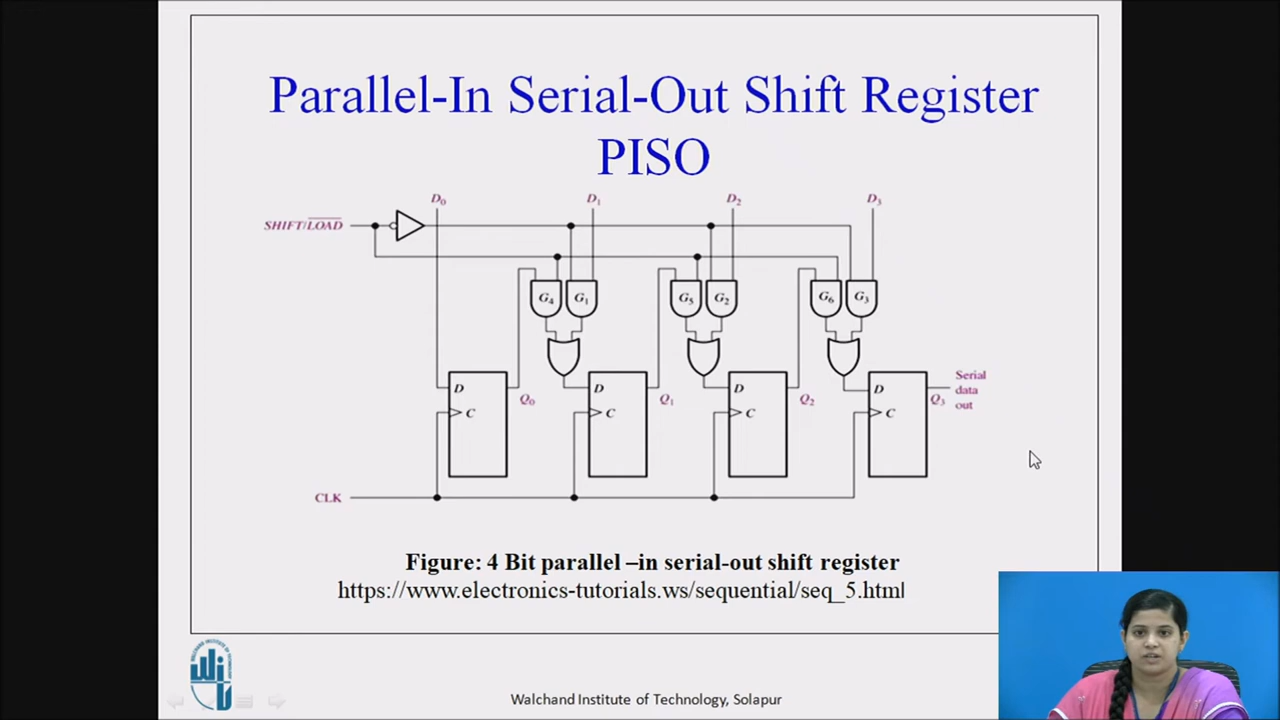 Parallel-In Serial-Out Shift Register
PISO
D0 D1 D2 D3
SHIFT/LOAD
G4 G1 G5 G2 G6 G3
D D D D
Serial
data
out
Q0 Q1 Q2 Q3
C C C C
CLK
Figure: 4 Bit parallel –in serial-out shift register
https://www.electronics-tutorials.ws/sequential/seq_5.html
Walchand Institute of Technology, Solapur